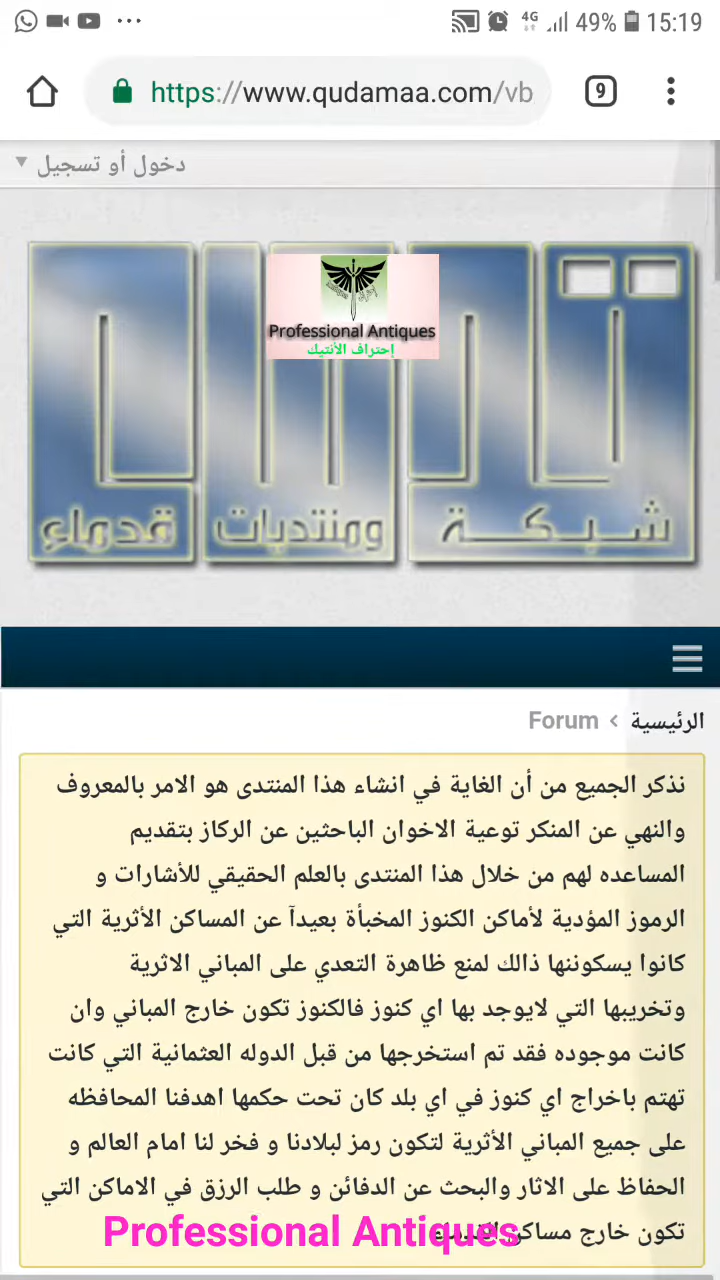 49% 15:19
4G
https://www.qudamaa.com/vb
9
دخول أو تسجيل
Professional Antiques
إحتراف الأنتيك
قدماء
شبكة ومنتديات قدماء
الرئيسية › Forum
نذكر الجميع من أن الغاية في انشاء هذا المنتدى هو الامر بالمعروف
والنهي عن المنكر توعية الاخوان الباحثين عن الركاز بتقديم
المساعده لهم من خلال هذا المنتدى بالعلم الحقيقي للأشارات و
الرموز المؤدية لأماكن الكنوز المخبأة بعيدآ عن المساكن الأثرية التي
كانوا يسكوننها ذالك لمنع ظاهرة التعدي على المباني الاثرية
وتخريبها التي لايوجد بها اي كنوز فالكنوز تكون خارج المباني وان
كانت موجوده فقد تم استخرجها من قبل الدوله العثمانية التي كانت
تهتم باخراج اي كنوز في اي بلد كان تحت حكمها اهدفنا المحافظه
على جميع المباني الأثرية لتكون رمز لبلادنا و فخر لنا امام العالم و
الحفاظ على الاثار والبحث عن الدفائن و طلب الرزق في الاماكن التي
تكون خارج مساكن
Professional Antiques